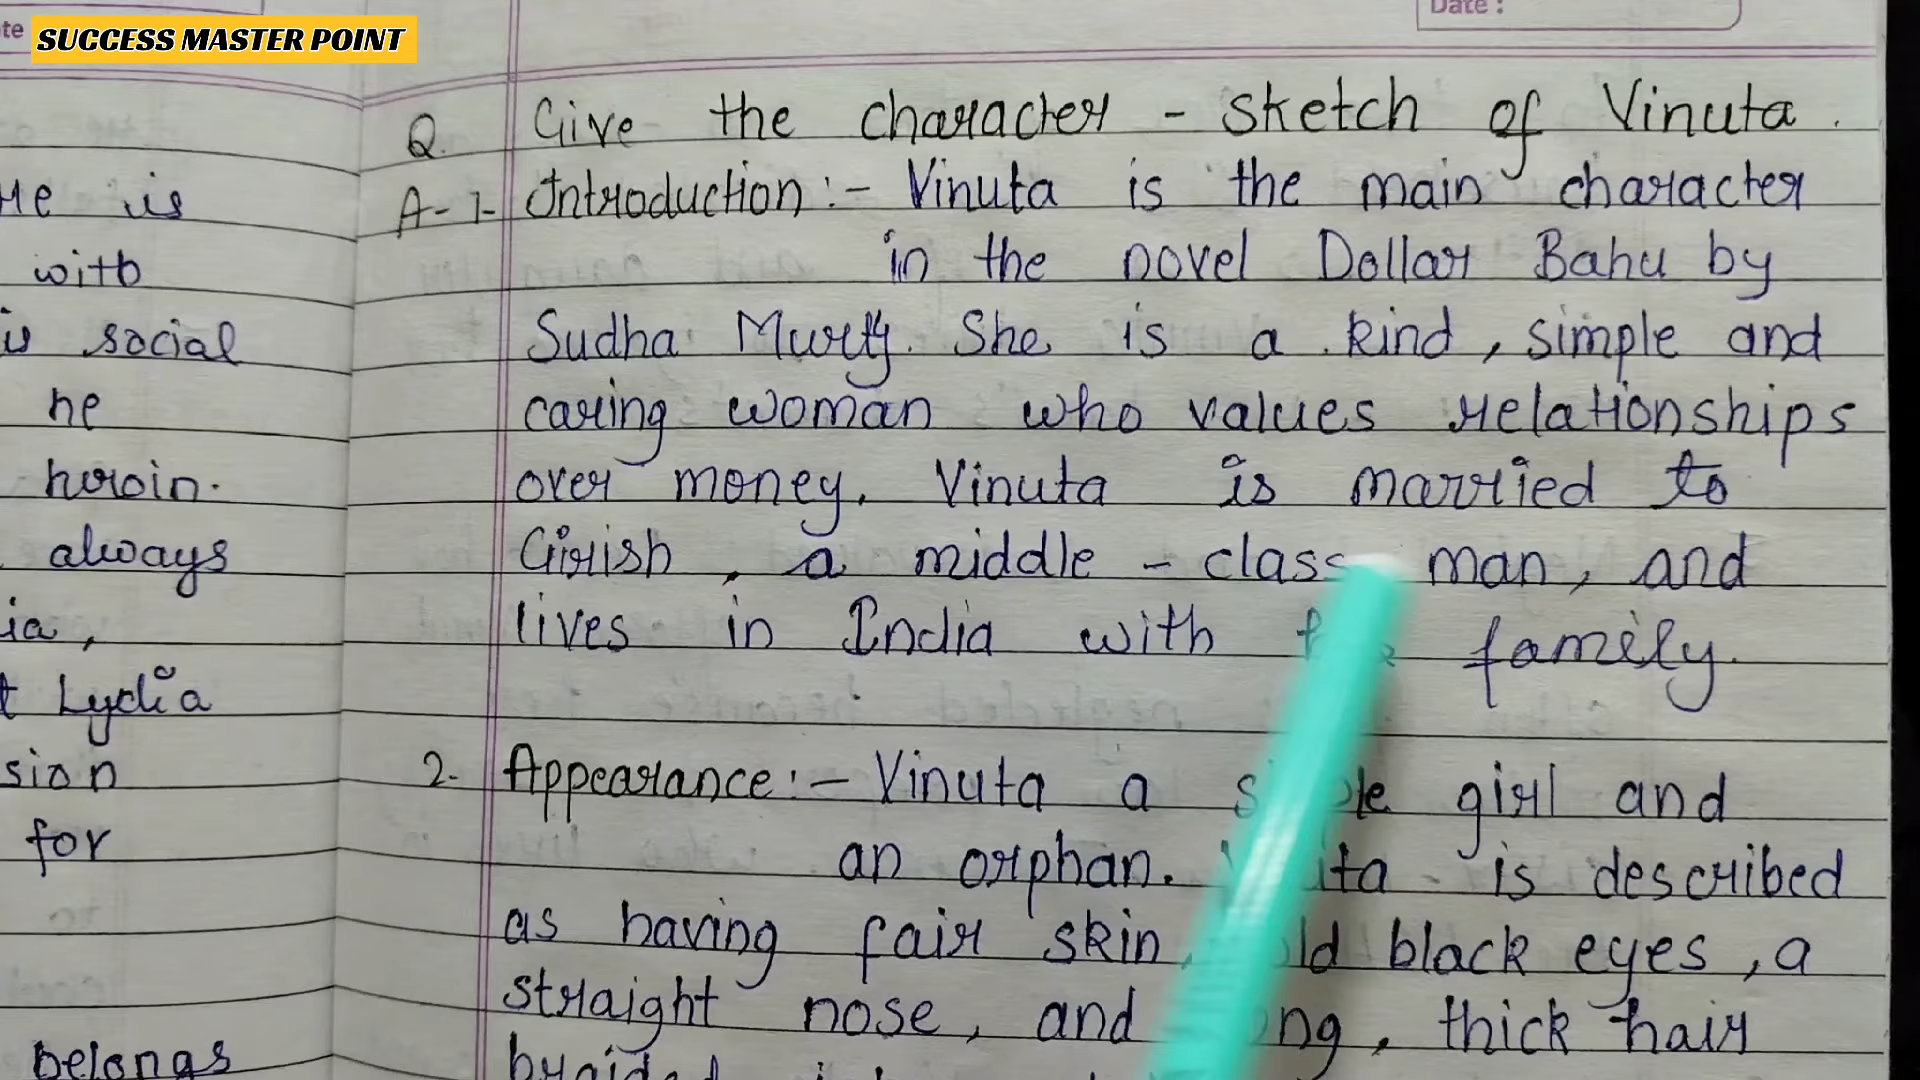 te
SUCCESS MASTER POINT
Date :
He is
with
is social
he
heroin.
always
ia,
t Lydia
sion
for
belongs
Q. Give the character - sketch of Vinuta.
A-1- Introduction :- Vinuta is the main character
in the novel Dollar Bahu by
Sudha Murty. She is a kind, simple and
caring woman who values relationships
over money. Vinuta is married to
Girish, a middle - class man, and
lives in India with family.
2- Appearance :- Vinuta a girl and
an orphan. is described
as having fair skin, black eyes, a
straight nose, and , thick hair